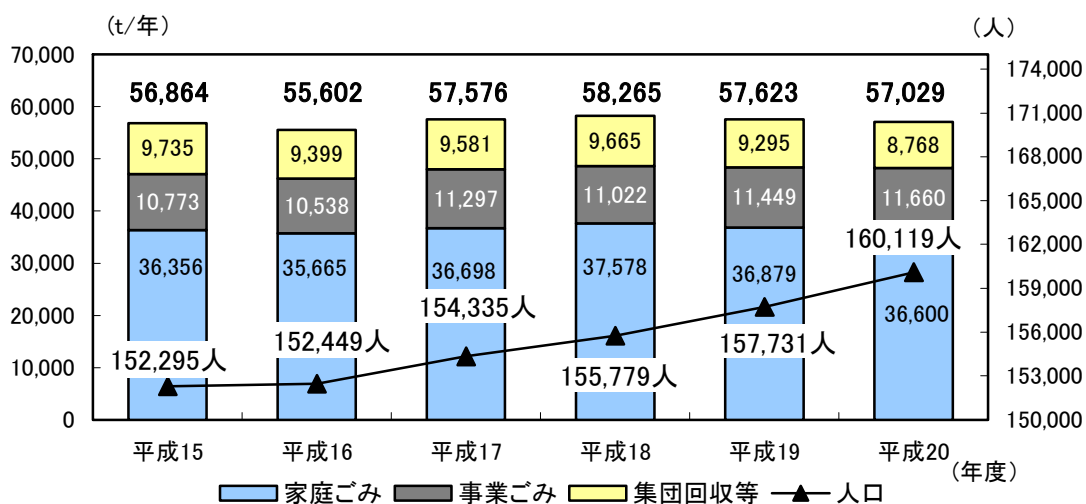 (t/年)
(人)
70,000
60,000
50,000
40,000
30,000
20,000
10,000
0
174,000
171,000
168,000
165,000
162,000
159,000
156,000
153,000
150,000
56,864
55,602
57,576
58,265
57,623
57,029
9,735
9,399
9,581
9,665
9,295
8,768
10,773
10,538
11,297
11,022
11,449
11,660
36,356
35,665
36,698
37,578
36,879
36,600
152,295人
152,449人
154,335人
155,779人
157,731人
160,119人
平成15
平成16
平成17
平成18
平成19
平成20
(年度)
家庭ごみ
事業ごみ
集団回収等
人口